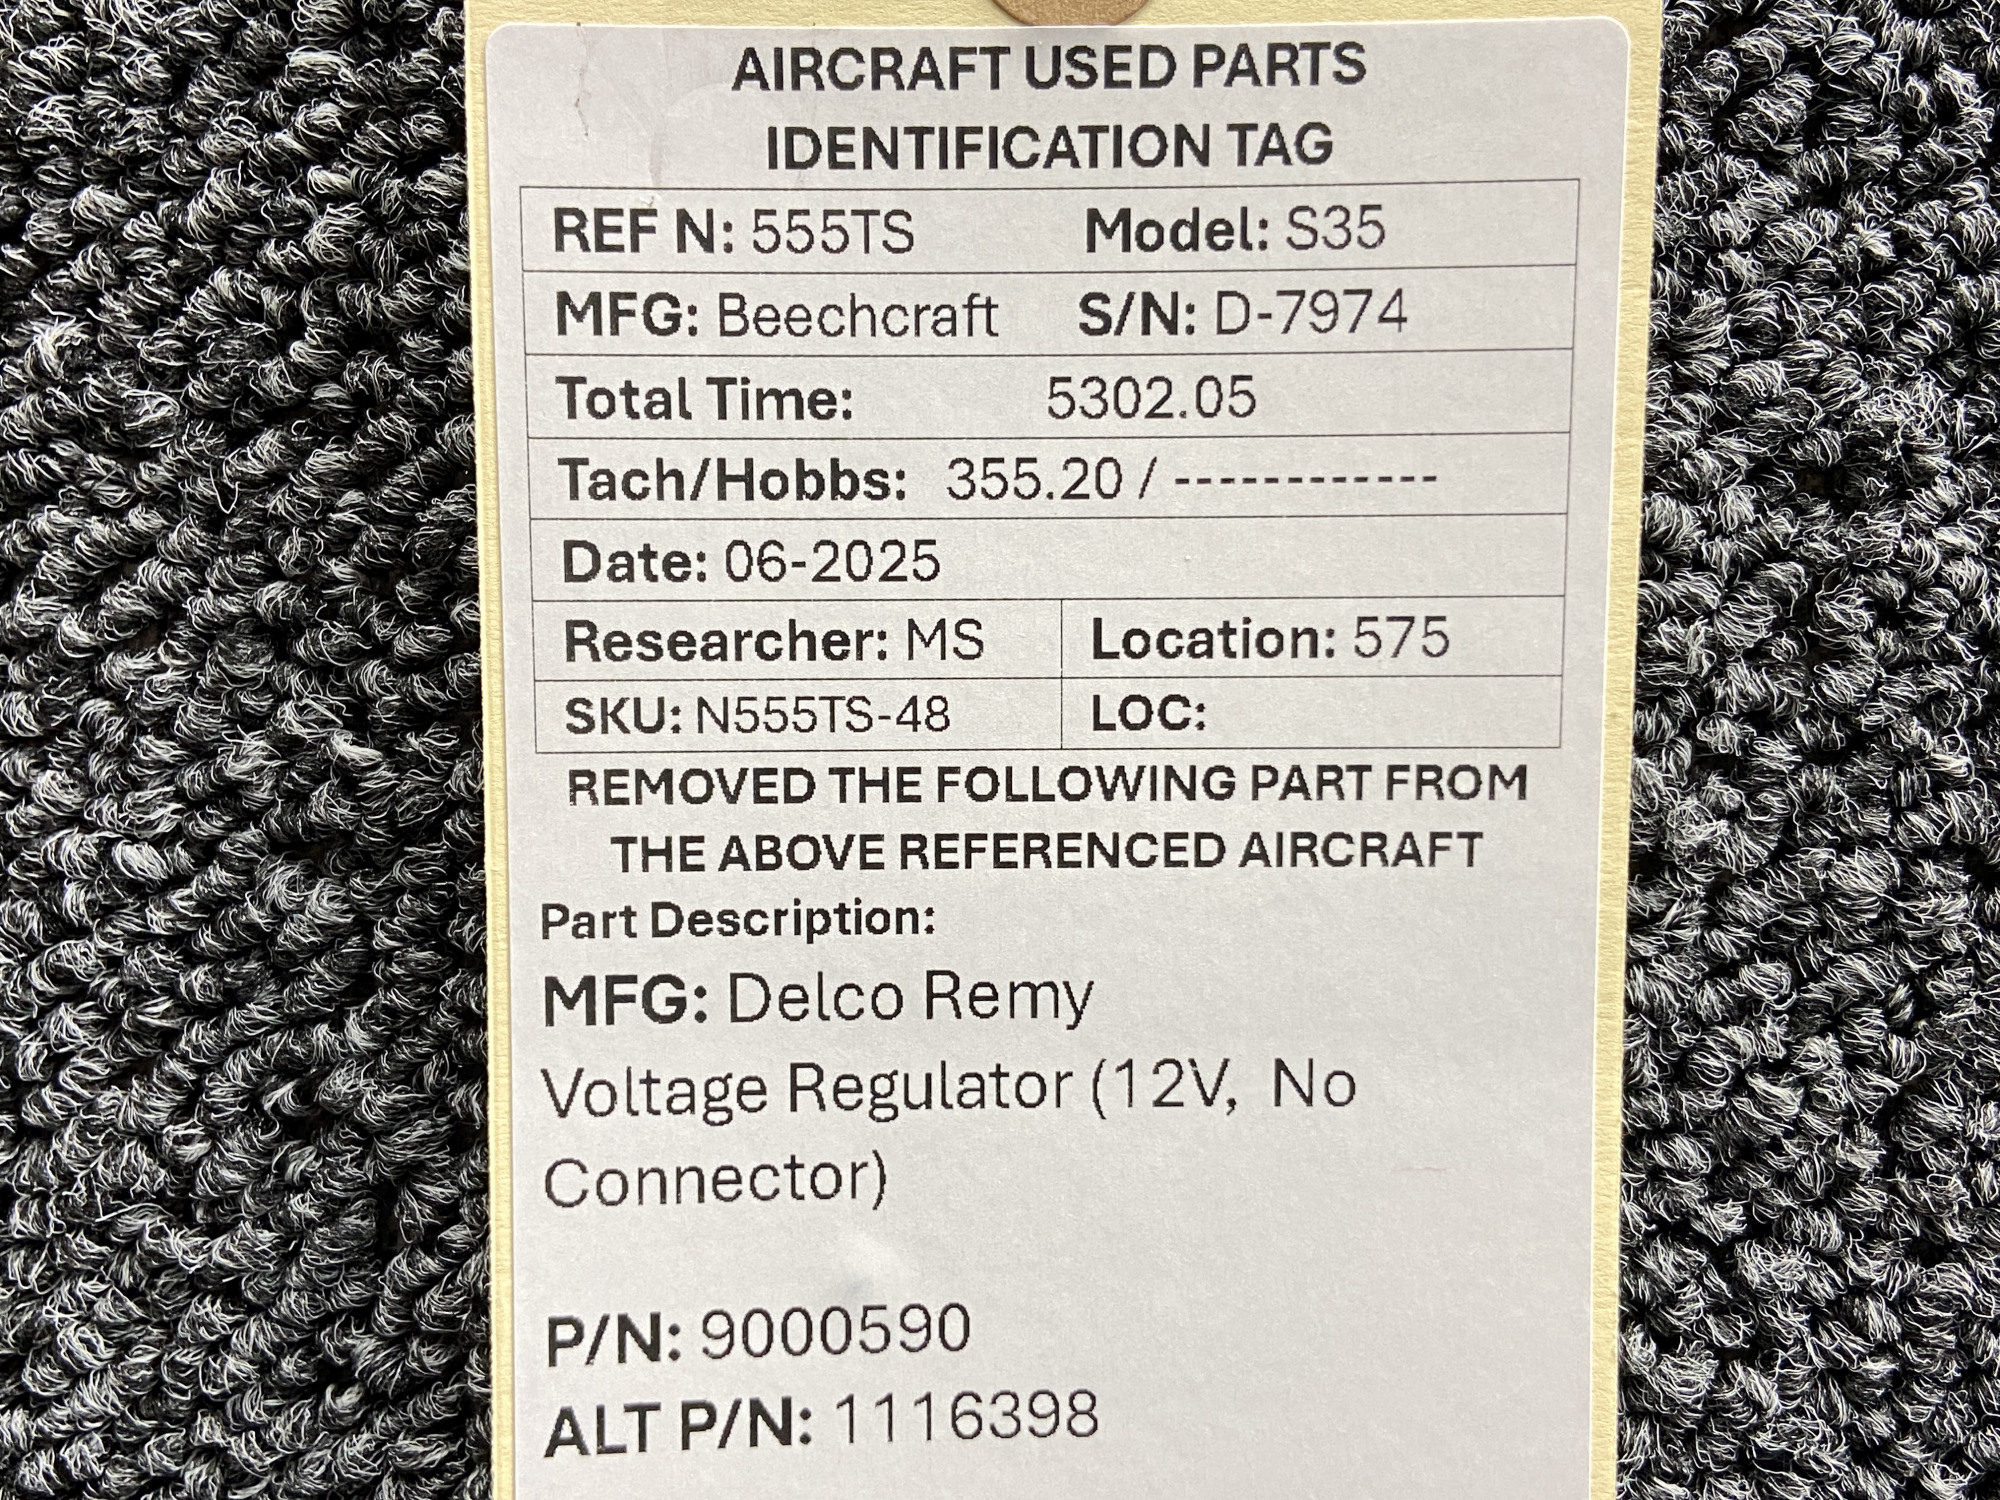 AIRCRAFT USED PARTS
IDENTIFICATION TAG
REF N: 555TS Model: S35
MFG: Beechcraft S/N: D-7974
Total Time: 5302.05
Tach/Hobbs: 355.20 / ------------
Date: 06-2025
Researcher: MS Location: 575
SKU: N555TS-48 LOC:
REMOVED THE FOLLOWING PART FROM
THE ABOVE REFERENCED AIRCRAFT
Part Description:
MFG: Delco Remy
Voltage Regulator (12V, No
Connector)
P/N: 9000590
ALT P/N: 1116398